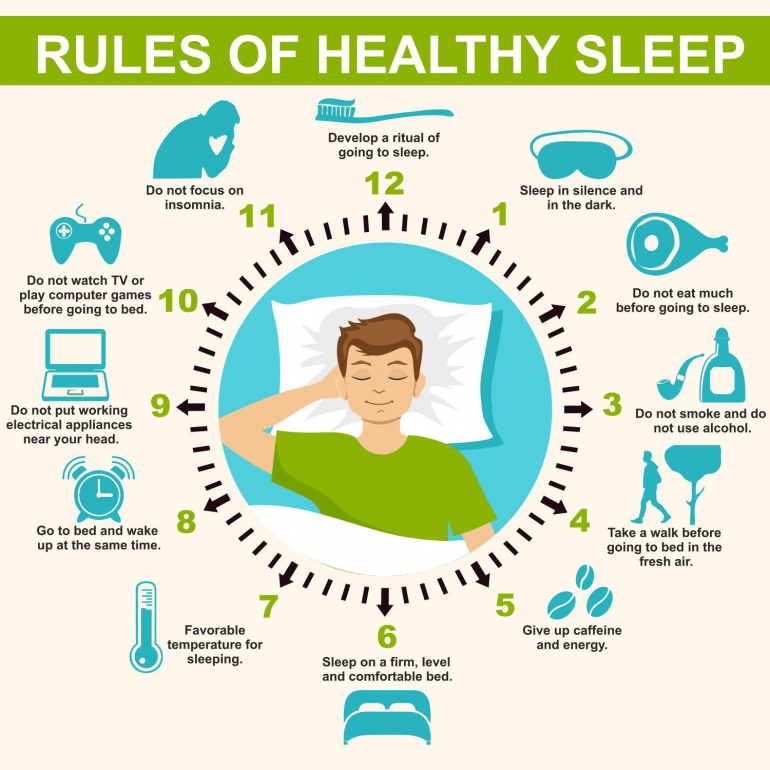 RULES OF HEALTHY SLEEP
Develop a ritual of
going to sleep.
12
Sleep in silence and
in the dark.
1
Do not eat much
before going to sleep.
2
3
Do not smoke and do
not use alcohol.
4
Take a walk before
going to bed in the
fresh air.
5
Give up caffeine
and energy.
6
Sleep on a firm, level
and comfortable bed.
7
Favorable
temperature for
sleeping.
8
Go to bed and wake
up at the same time.
9
Do not put working
electrical appliances
near your head.
10
Do not watch TV or
play computer games
before going to bed.
11
Do not focus on
insomnia.